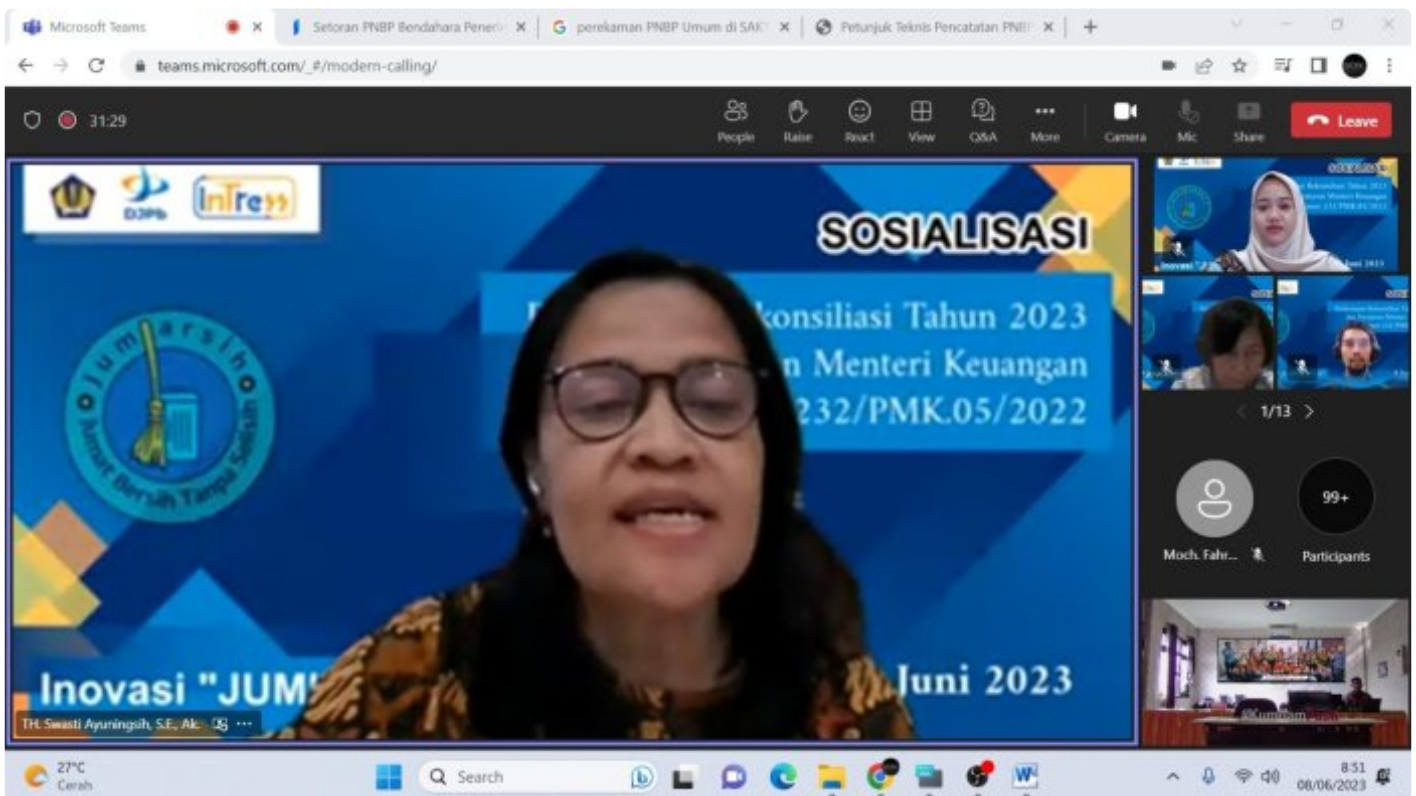 Microsoft Teams
Setoran PNBP Bendahara Peneri
perekaman PNBP Umum di SAKT
Petunjuk Teknis Pencatatan PNB
teams.microsoft.com/_#/modern-calling/
31:29
People
Raise
React
View
Q&A
More
Camera
Mic
Share
Leave
DJPb
InTress
SOSIALISASI
konsiliasi Tahun 2023
n Menteri Keuangan
232/PMK.05/2022
Jumarsih
Jumat Bersih Tanpa Selisih
Inovasi "JUM
Juni 2023
TH. Swasti Ayuningsih, S.E., Ak.
1/13
Moch. Fahr...
99+
Participants
27°C
Cerah
Search
8:51
08/06/2023